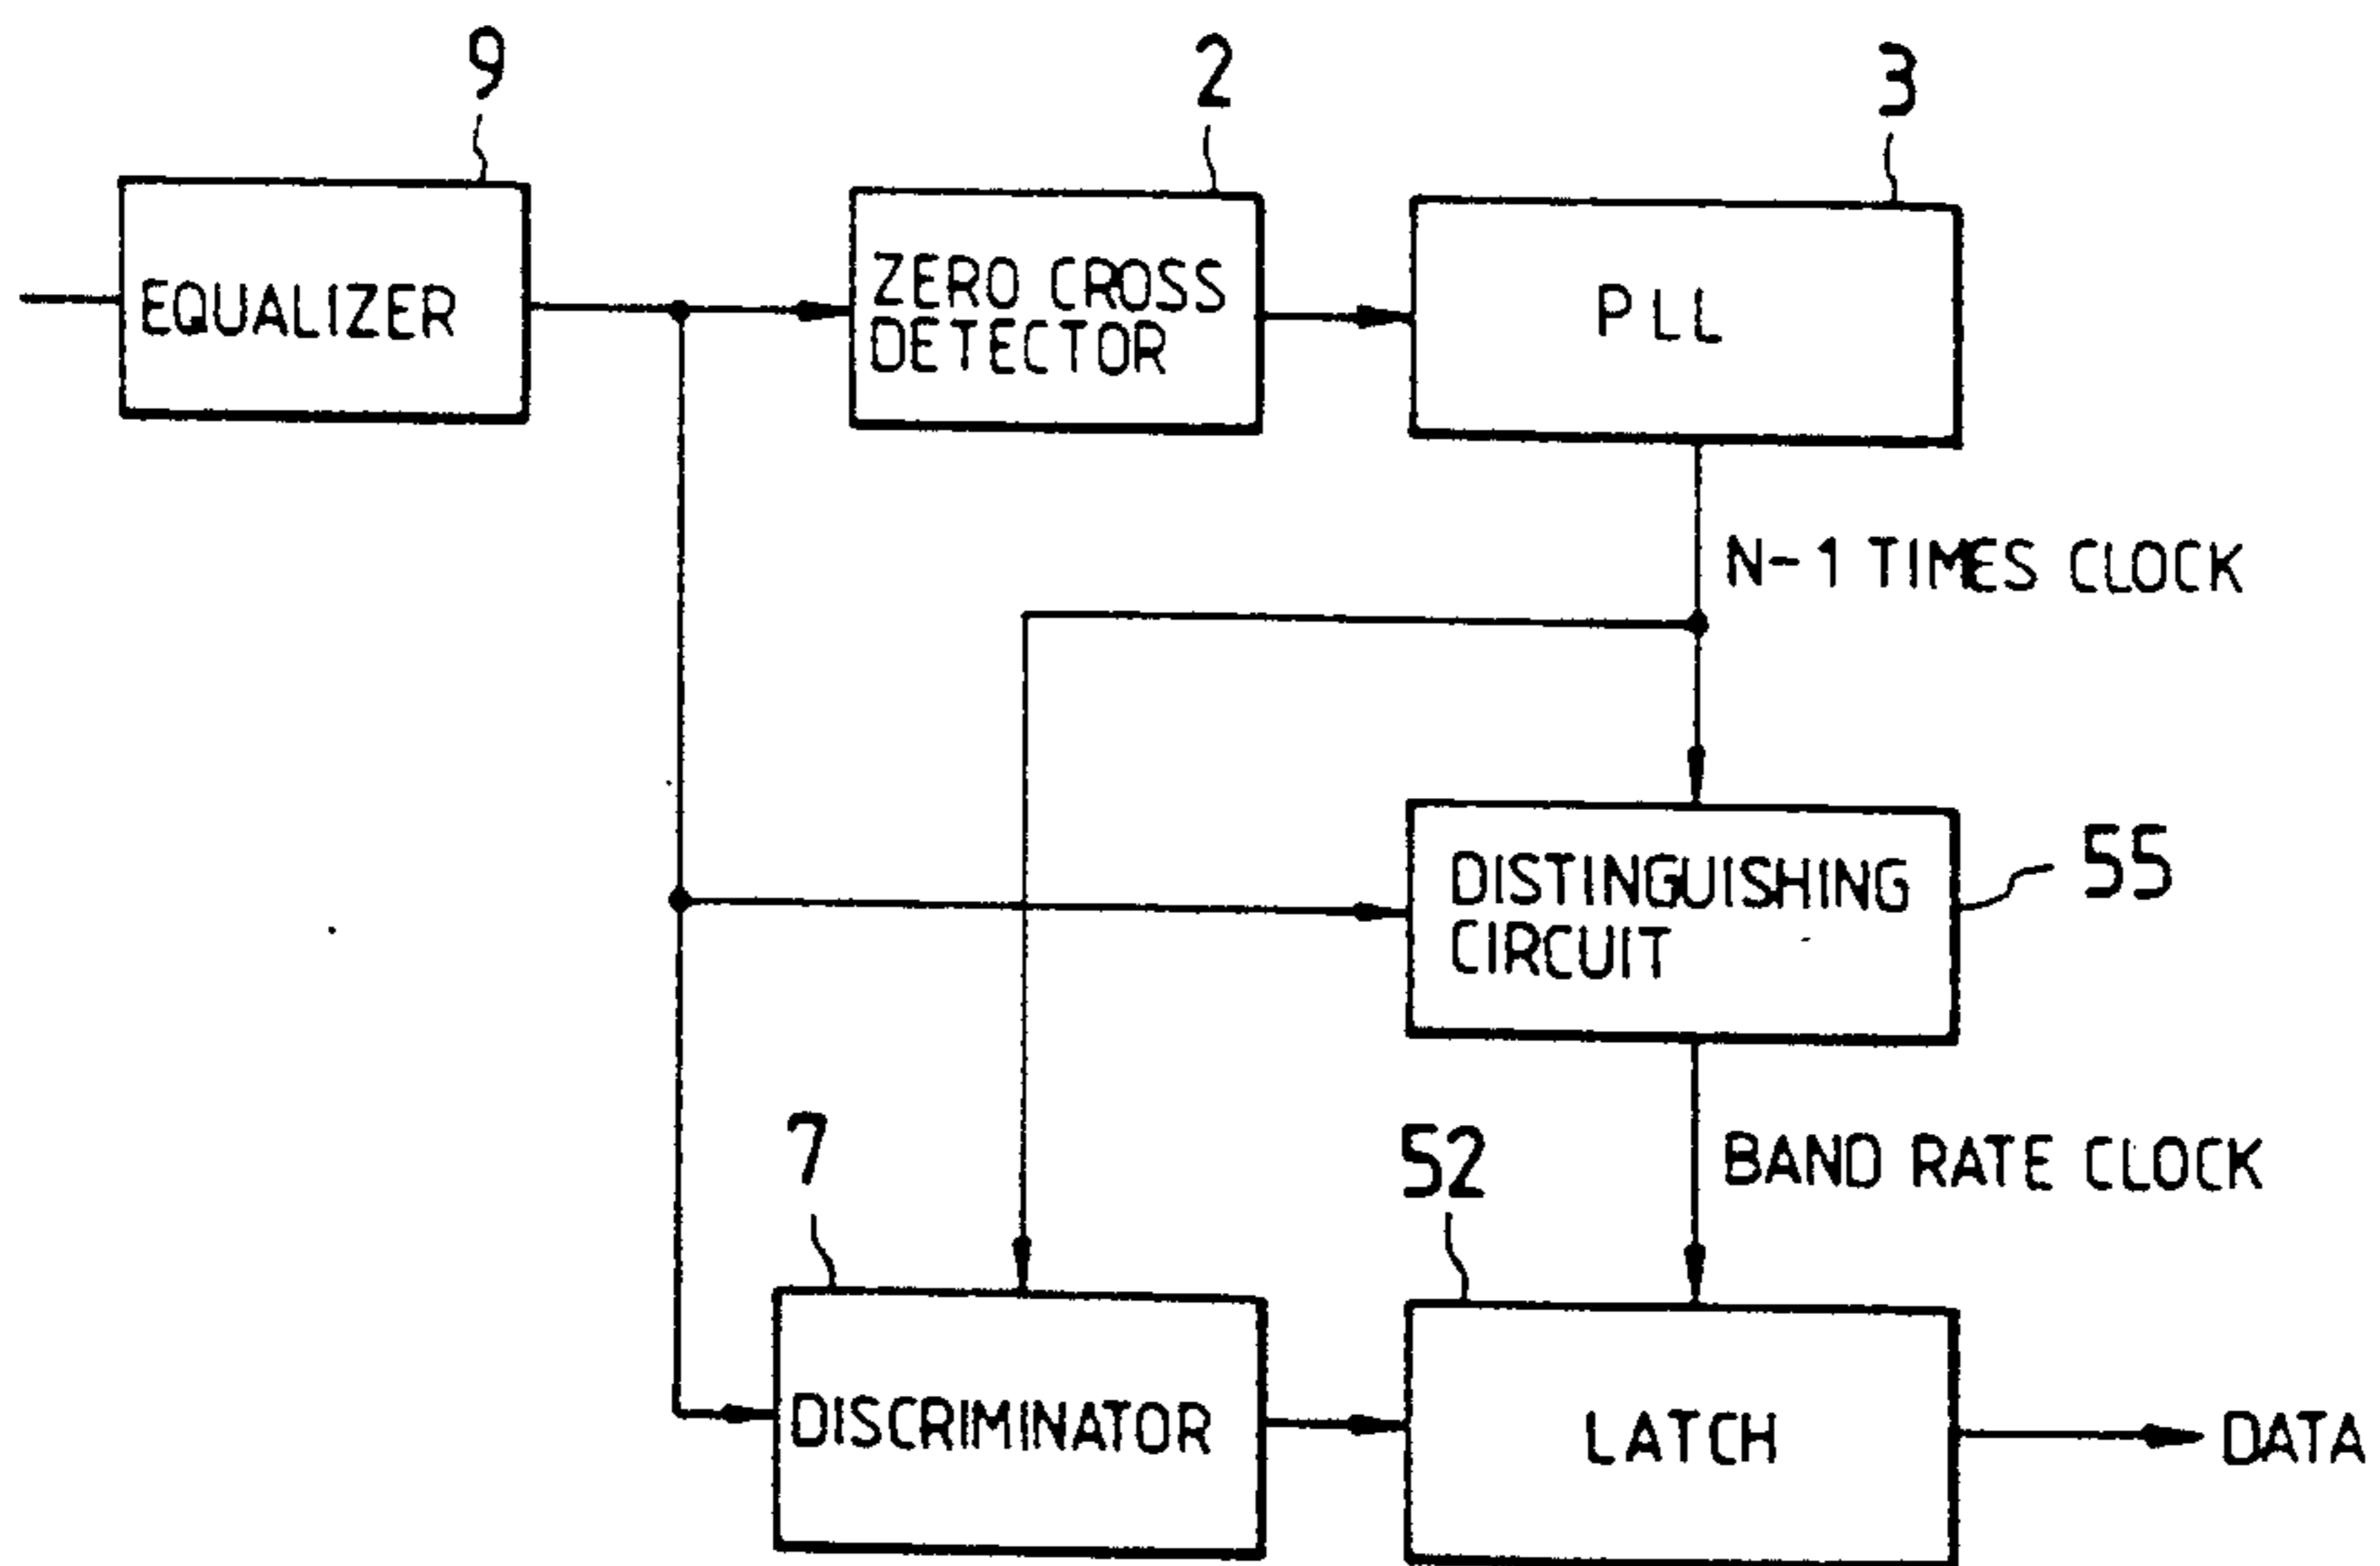 9
2
3
EQUALIZER
ZERO CROSS
DETECTOR
PLL
N-1 TIMES CLOCK
DISTINGUISHING
CIRCUIT
55
7
52
BAND RATE CLOCK
DISCRIMINATOR
LATCH
DATA